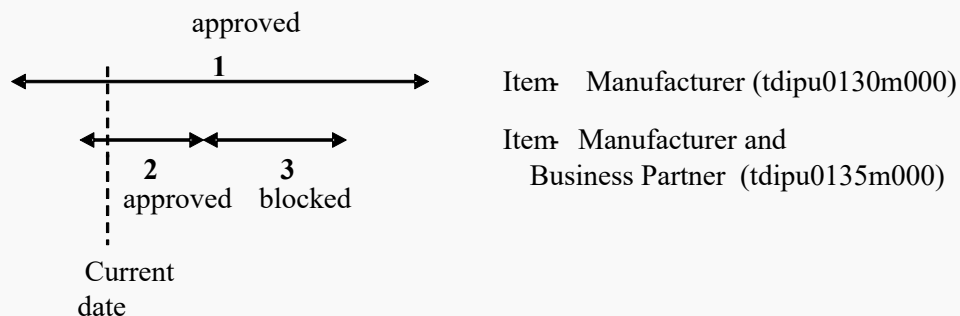 approved
1
Item- Manufacturer (tdipu0130m000)
Item- Manufacturer and
Business Partner (tdipu0135m000)
2 3
approved blocked
Current
date